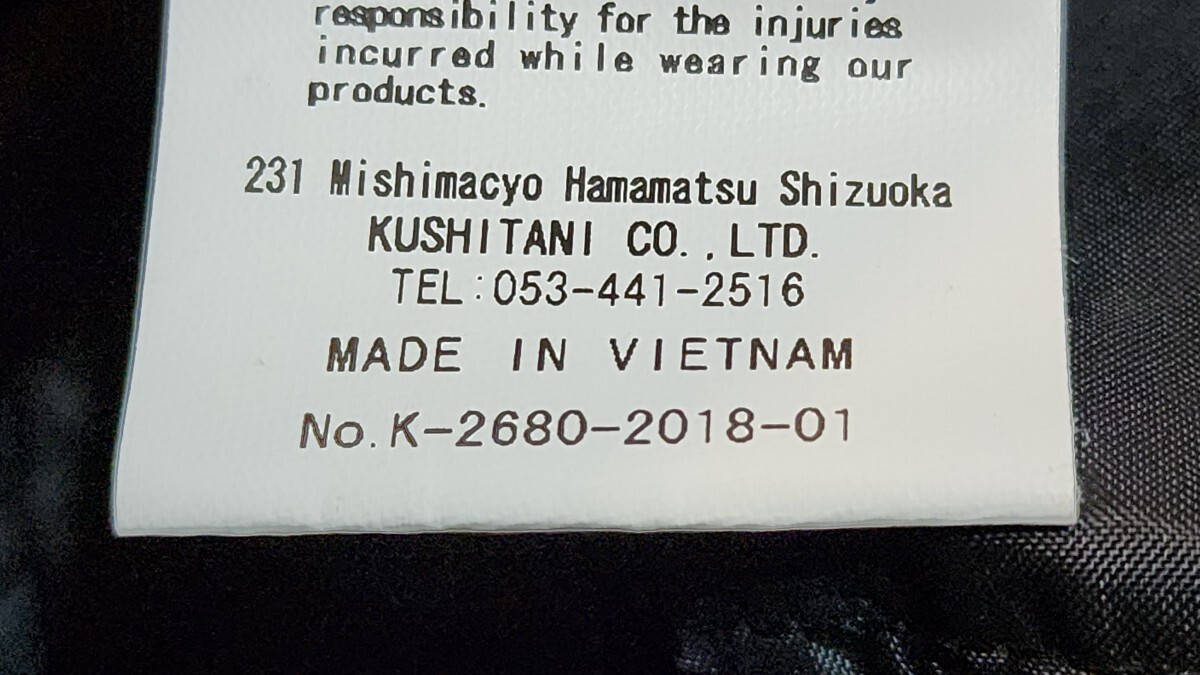 responsibility for the injuries
incurred while wearing our
products.
231 Mishimacyo Hamamatsu Shizuoka
KUSHITANI CO.,LTD.
TEL:053-441-2516
MADE IN VIETNAM
No.K-2680-2018-01